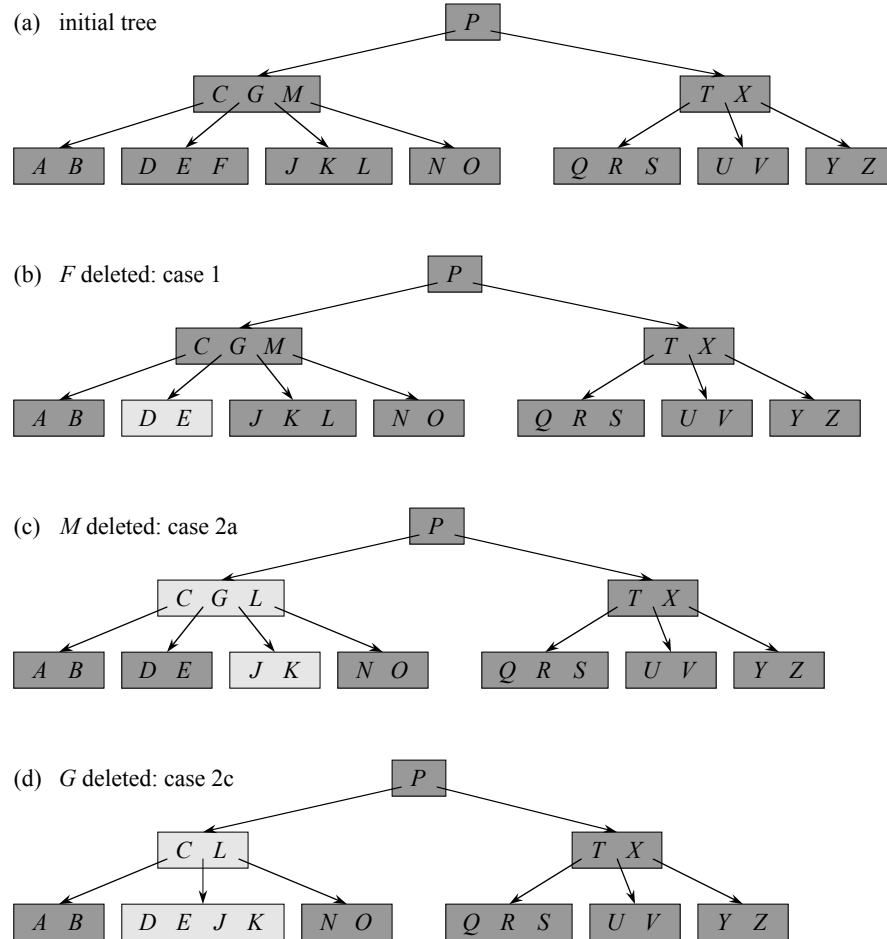 (a) initial tree
P
C G M T X
A B D E F J K L N O Q R S U V Y Z
(b) F deleted: case 1
P
C G M T X
A B D E J K L N O Q R S U V Y Z
(c) M deleted: case 2a
P
C G L T X
A B D E J K N O Q R S U V Y Z
(d) G deleted: case 2c
P
C L T X
A B D E J K N O Q R S U V Y Z